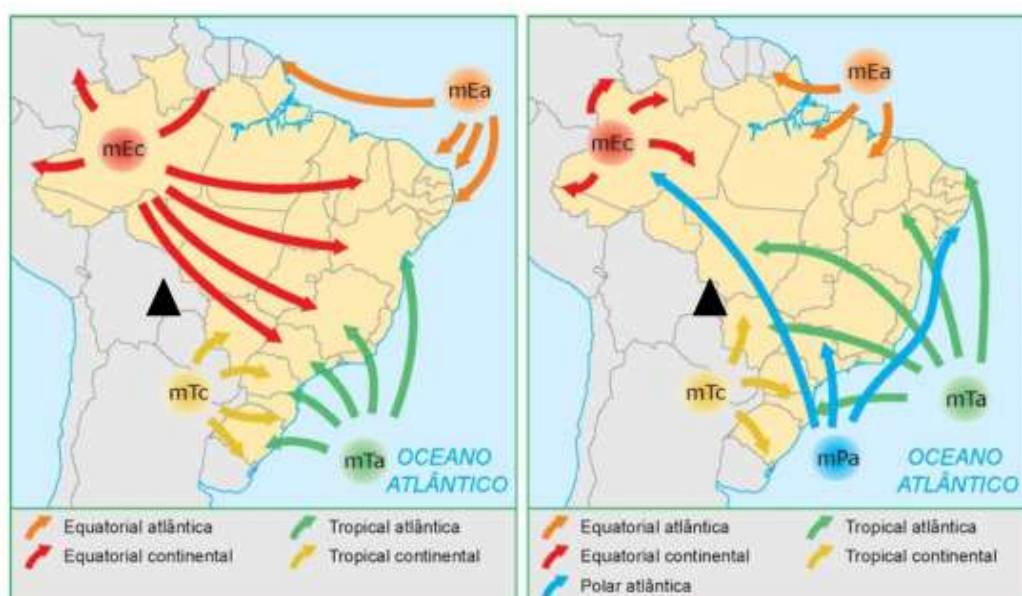 mEa
mEc
mTc
mTa
OCEANO
ATLÂNTICO
Equatorial atlântica
Tropical atlântica
Equatorial continental
Tropical continental
mEa
mEc
mTc
mTa
mPa
OCEANO
ATLÂNTICO
Equatorial atlântica
Tropical atlântica
Equatorial continental
Tropical continental
Polar atlântica